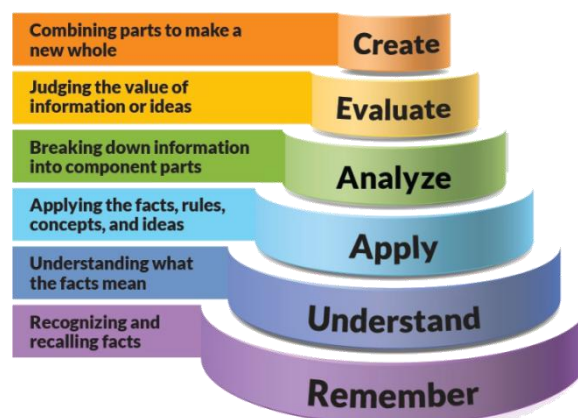 Combining parts to make a
new whole
Create
Judging the value of
information or ideas
Evaluate
Breaking down information
into component parts
Analyze
Applying the facts, rules,
concepts, and ideas
Apply
Understanding what
the facts mean
Understand
Recognizing and
recalling facts
Remember